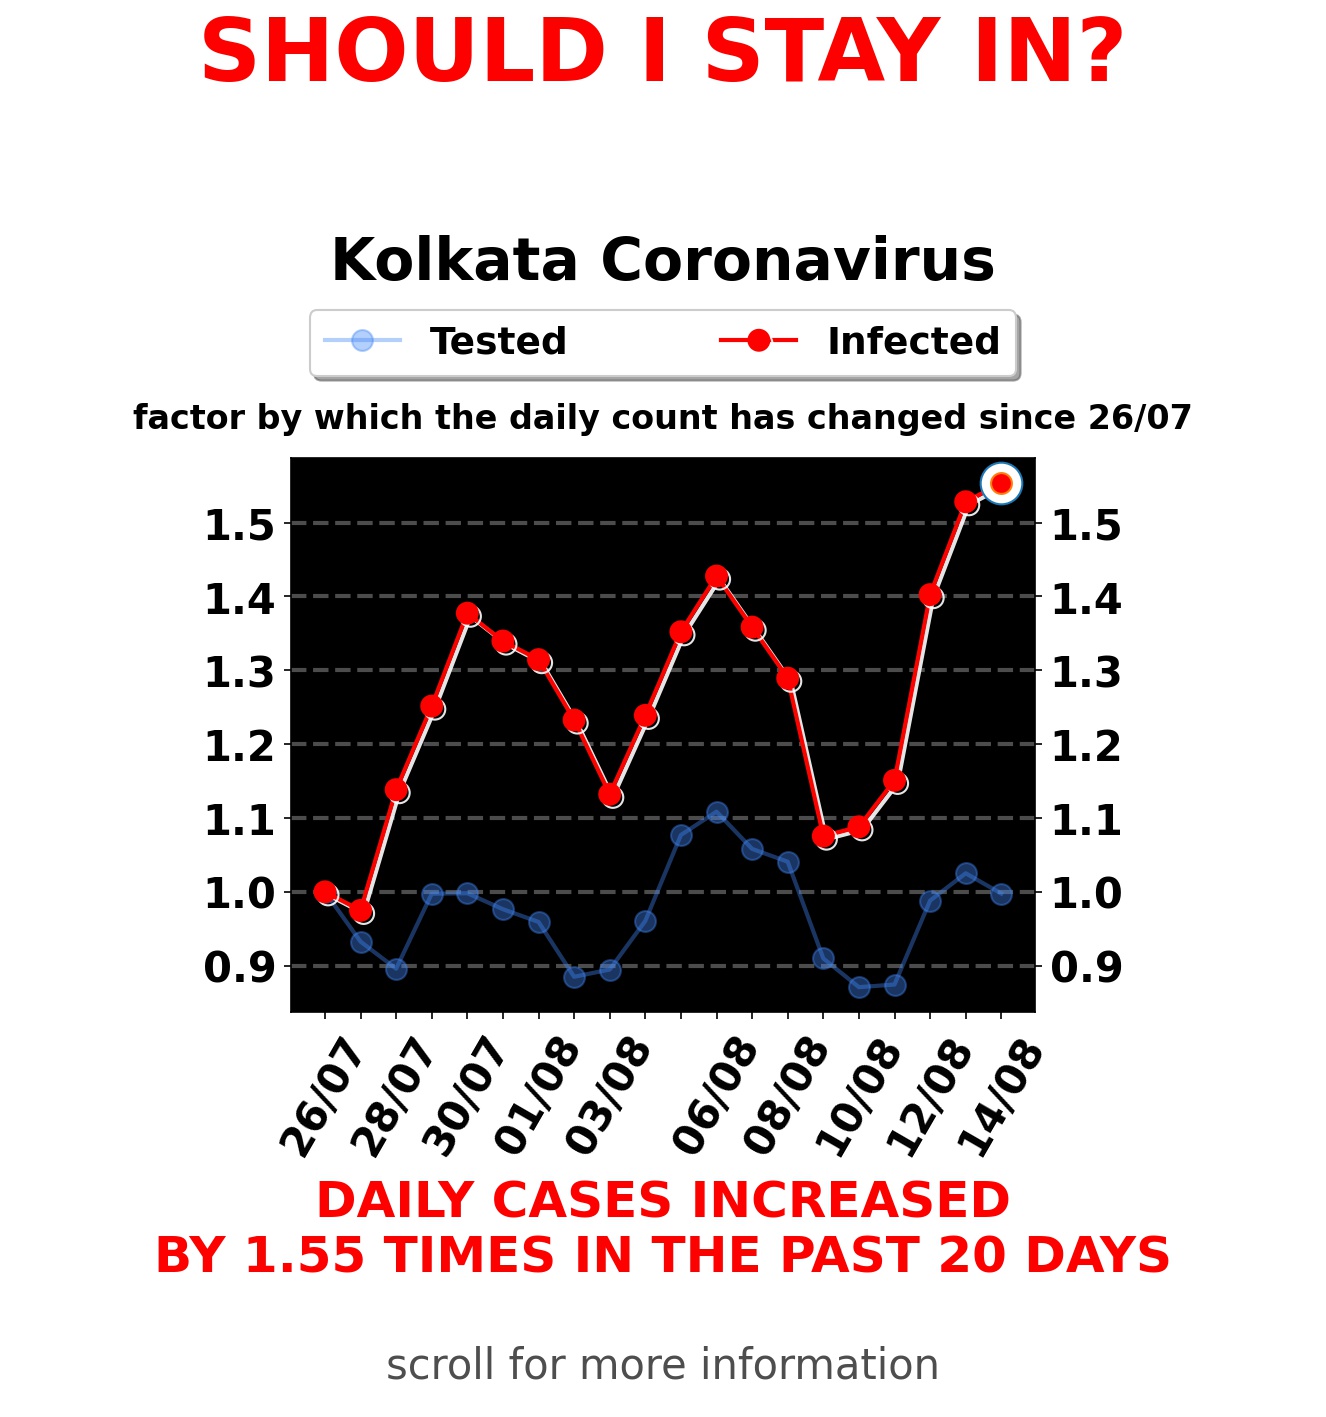 SHOULD I STAY IN?
Kolkata Coronavirus
Tested Infected
factor by which the daily count has changed since 26/07
1.5 1.5
1.4 1.4
1.3 1.3
1.2 1.2
1.1 1.1
1.0 1.0
0.9 0.9
26/07 28/07 30/07 01/08 03/08 06/08 08/08 10/08 12/08 14/08
DAILY CASES INCREASED
BY 1.55 TIMES IN THE PAST 20 DAYS
scroll for more information